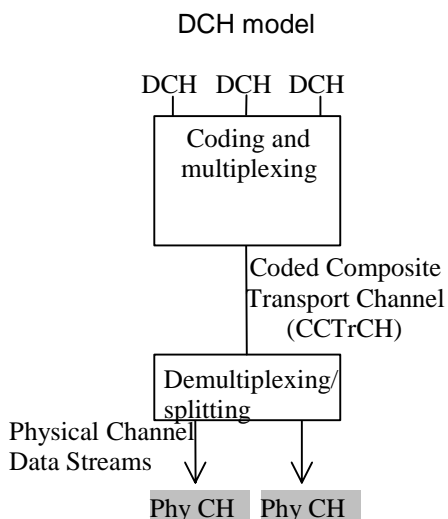 DCH model
DCH DCH DCH
Coding and
multiplexing
Coded Composite
Transport Channel
(CCTrCH)
Demultiplexing/
splitting
Physical Channel
Data Streams
Phy CH Phy CH